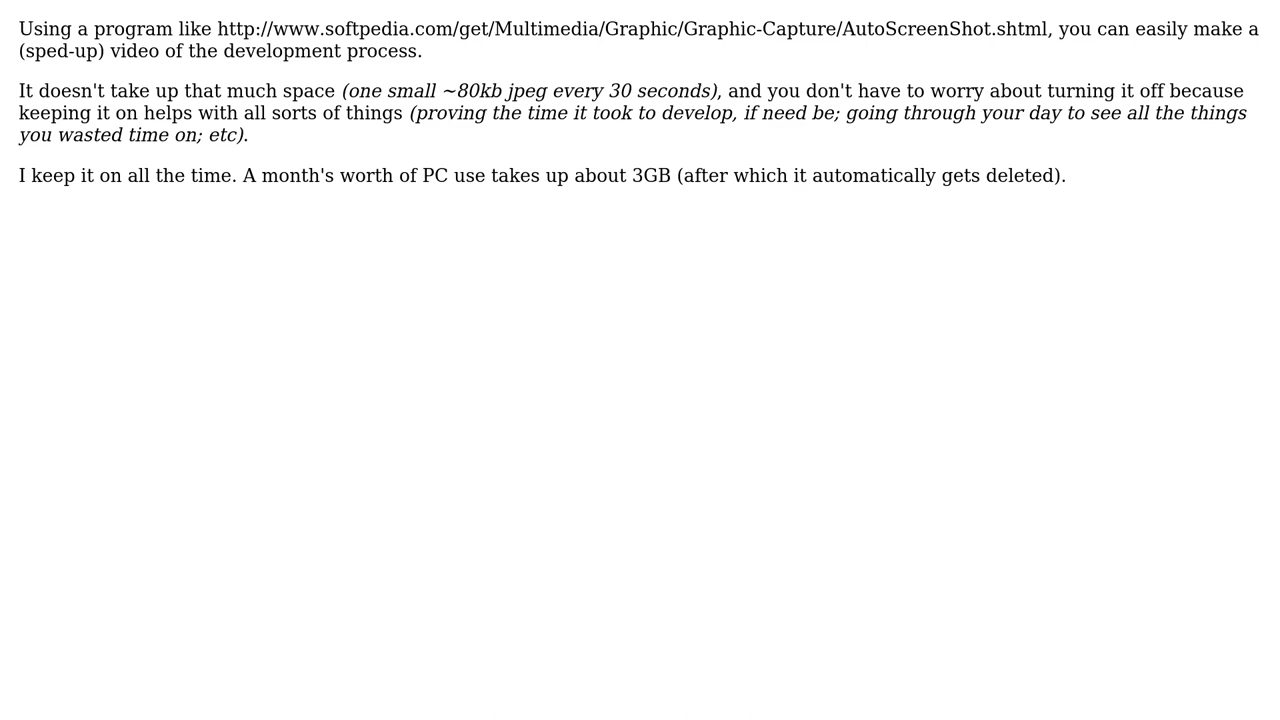 Using a program like http://www.softpedia.com/get/Multimedia/Graphic/Graphic-Capture/AutoScreenShot.shtml, you can easily make a
(sped-up) video of the development process.
It doesn't take up that much space (one small ~80kb jpeg every 30 seconds), and you don't have to worry about turning it off because
keeping it on helps with all sorts of things (proving the time it took to develop, if need be; going through your day to see all the things
you wasted time on; etc).
I keep it on all the time. A month's worth of PC use takes up about 3GB (after which it automatically gets deleted).